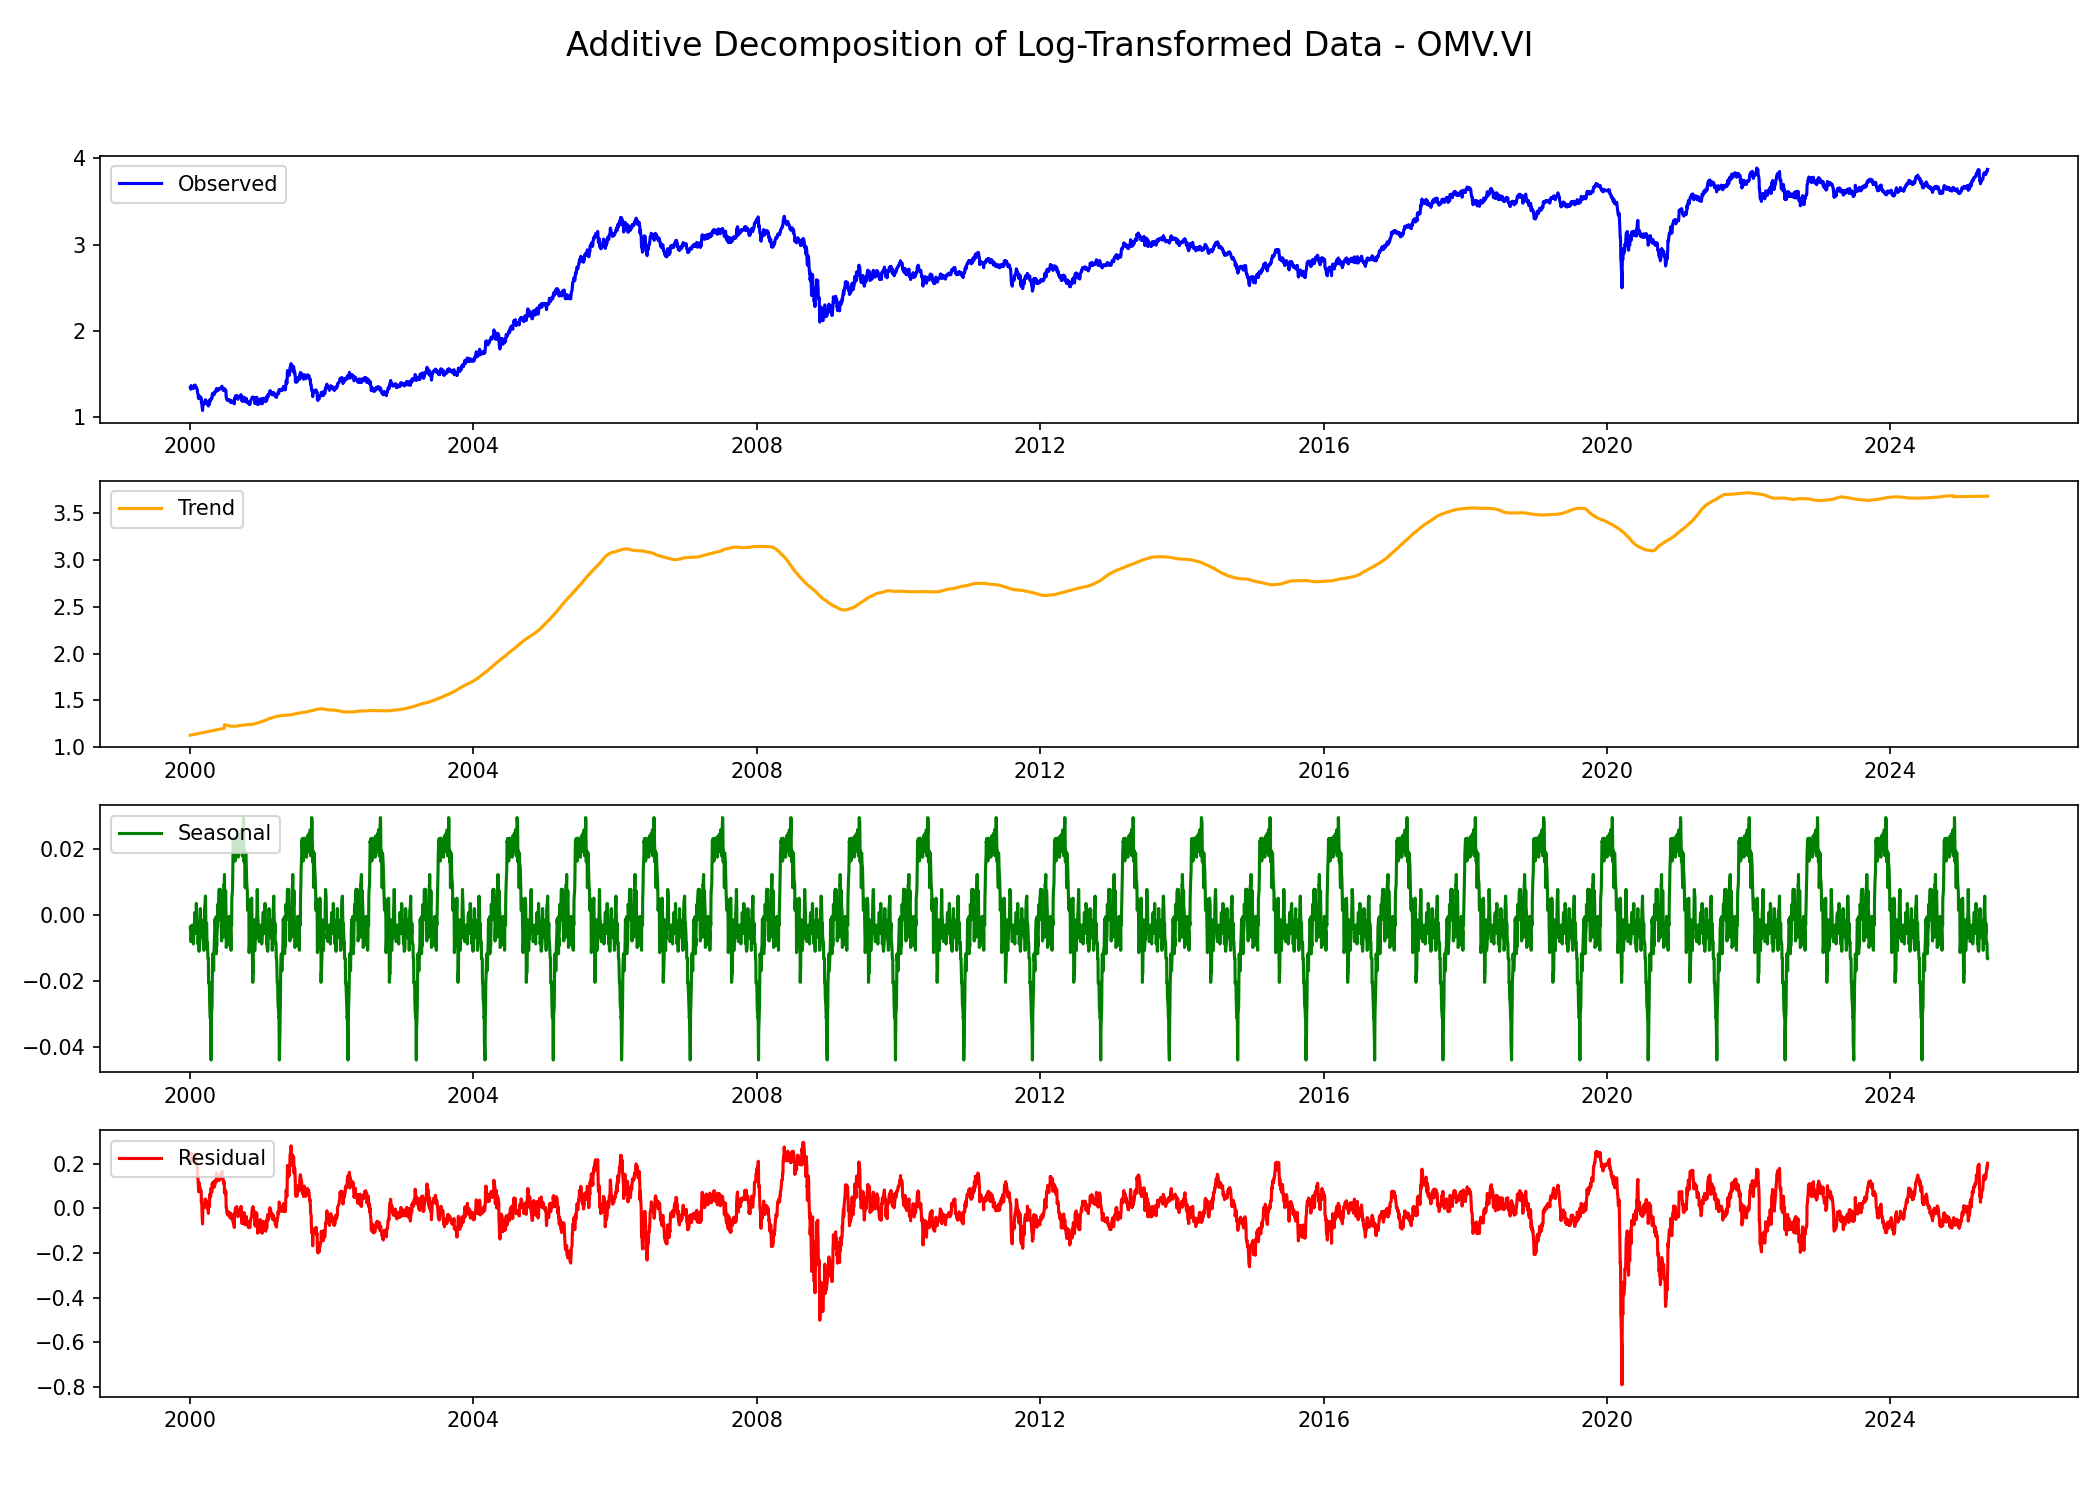 Additive Decomposition of Log-Transformed Data - OMV.VI
Observed
4
3
2
1
2000 2004 2008 2012 2016 2020 2024
Trend
3.5
3.0
2.5
2.0
1.5
1.0
2000 2004 2008 2012 2016 2020 2024
Seasonal
0.02
0.00
−0.02
−0.04
2000 2004 2008 2012 2016 2020 2024
Residual
0.2
0.0
−0.2
−0.4
−0.6
−0.8
2000 2004 2008 2012 2016 2020 2024